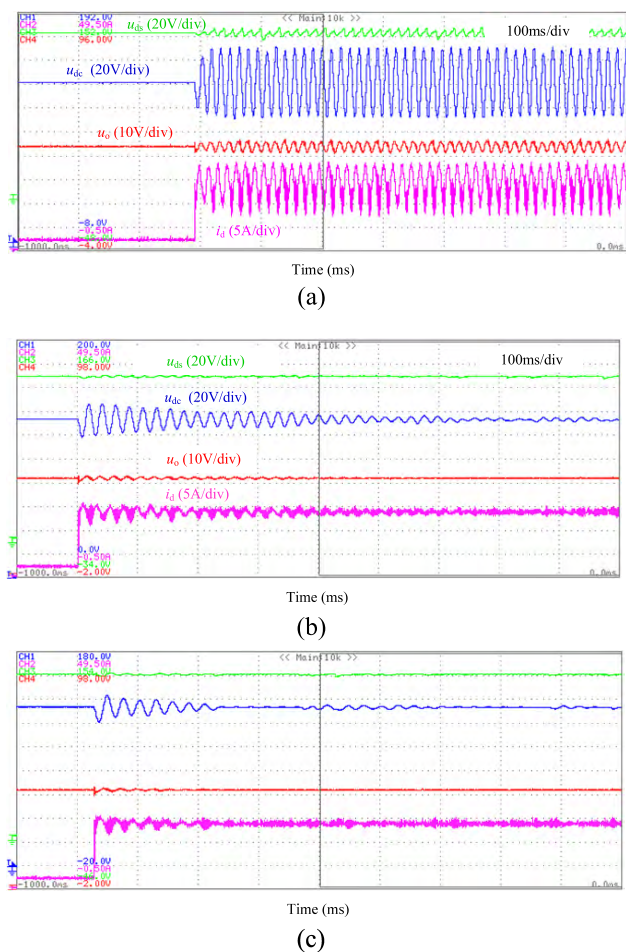 CH1 192.0V
CH2 49.50A
CH3 152.0V
CH4 96.00V
<< Main:10k >>
uds (20V/div)
100ms/div
udc (20V/div)
uo (10V/div)
id (5A/div)
-8.0V
-0.50A
-4.00V
-1000.0ms
0.0ms
Time (ms)
(a)
CH1 200.0V
CH2 49.50A
CH3 166.0V
CH4 98.00V
<< Main:10k >>
uds (20V/div)
100ms/div
udc (20V/div)
uo (10V/div)
id (5A/div)
0.0V
-0.50A
-34.0V
-2.00V
-1000.0ms
0.0ms
Time (ms)
(b)
CH1 180.0V
CH2 49.50A
CH3 154.0V
CH4 98.00V
<< Main:10k >>
-20.0V
-0.50A
-2.00V
-1000.0ms
0.0ms
Time (ms)
(c)